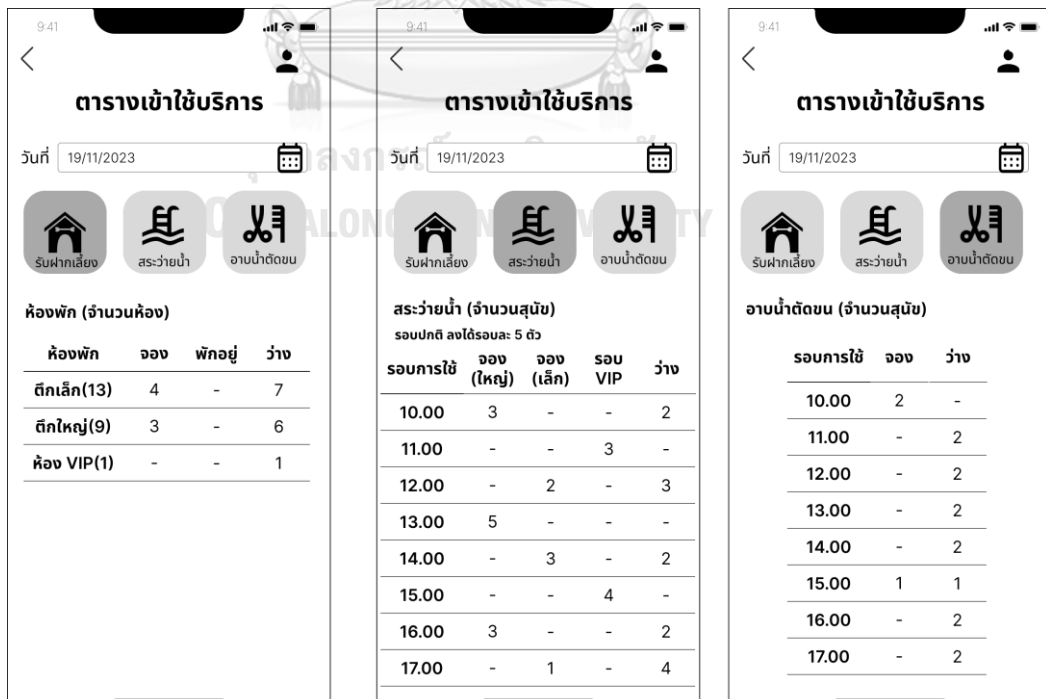 9:41
ตารางเข้าใช้บริการ
วันที่ 19/11/2023
รับฝากเลี้ยง สระว่ายน้ำ อาบน้ำตัดขน
ห้องพัก (จำนวนห้อง)
ห้องพัก จอง พักอยู่ ว่าง
ตึกเล็ก(13) 4 - 7
ตึกใหญ่(9) 3 - 6
ห้อง VIP(1) - - 1
9:41
ตารางเข้าใช้บริการ
วันที่ 19/11/2023
รับฝากเลี้ยง สระว่ายน้ำ อาบน้ำตัดขน
สระว่ายน้ำ (จำนวนสุนัข)
รอบปกติ ลงได้รอบละ 5 ตัว
รอบการใช้ จอง (ใหญ่) จอง (เล็ก) รอบ VIP ว่าง
10.00 3 - - 2
11.00 - - 3 -
12.00 - 2 - 3
13.00 5 - - -
14.00 - 3 - 2
15.00 - - 4 -
16.00 3 - - 2
17.00 - 1 - 4
9:41
ตารางเข้าใช้บริการ
วันที่ 19/11/2023
รับฝากเลี้ยง สระว่ายน้ำ อาบน้ำตัดขน
อาบน้ำตัดขน (จำนวนสุนัข)
รอบการใช้ จอง ว่าง
10.00 2 -
11.00 - 2
12.00 - 2
13.00 - 2
14.00 - 2
15.00 1 1
16.00 - 2
17.00 - 2